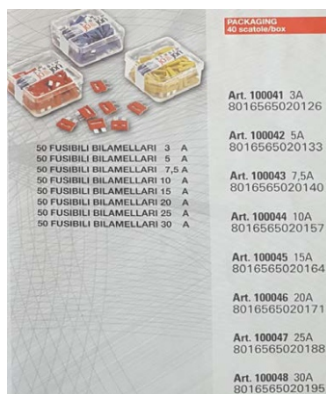 PACKAGING
40 scatole/box
50 FUSIBILI BILAMELLARI 3 A
50 FUSIBILI BILAMELLARI 5 A
50 FUSIBILI BILAMELLARI 7,5 A
50 FUSIBILI BILAMELLARI 10 A
50 FUSIBILI BILAMELLARI 15 A
50 FUSIBILI BILAMELLARI 20 A
50 FUSIBILI BILAMELLARI 25 A
50 FUSIBILI BILAMELLARI 30 A
Art. 100041 3A
8016565020126
Art. 100042 5A
8016565020133
Art. 100043 7,5A
8016565020140
Art. 100044 10A
8016565020157
Art. 100045 15A
8016565020164
Art. 100046 20A
8016565020171
Art. 100047 25A
8016565020188
Art. 100048 30A
8016565020195